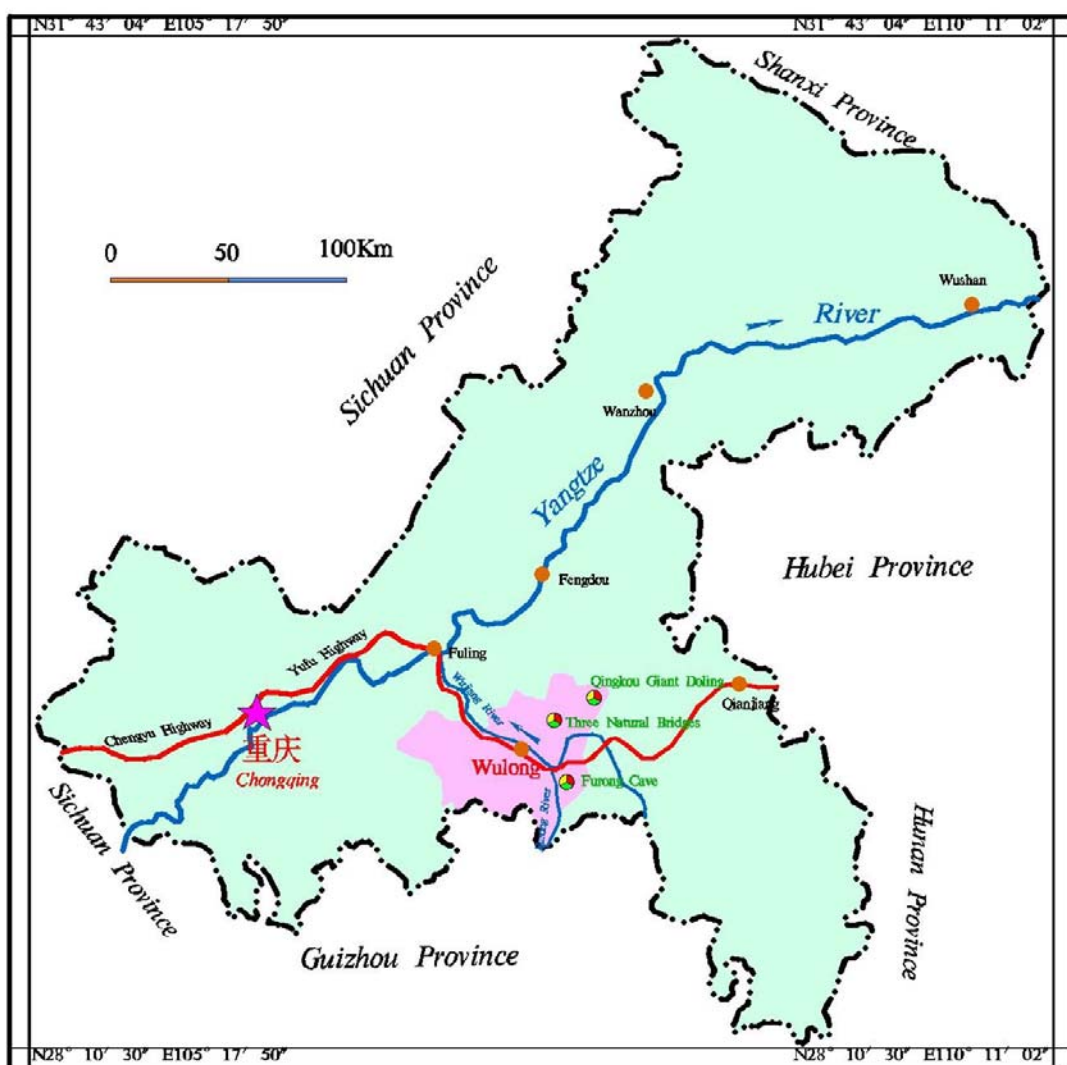 N31° 43′ 04″ E105° 17′ 50″
N31° 43′ 04″ E110° 11′ 02″
Shanxi Province
0 50 100Km
Sichuan Province
Wushan
River
Wanzhou
Yangtze
Hubei Province
Fengdou
Yufu Highway
Fuling
Wujiang River
Qingkou Giant Doling
Qianjiang
Three Natural Bridges
Chengyu Highway
重庆
Chongqing
Wulong
Furong Cave
River
Sichuan Province
Hunan Province
Guizhou Province
N28° 10′ 30″ E105° 17′ 50″
N28° 10′ 30″ E110° 11′ 02″